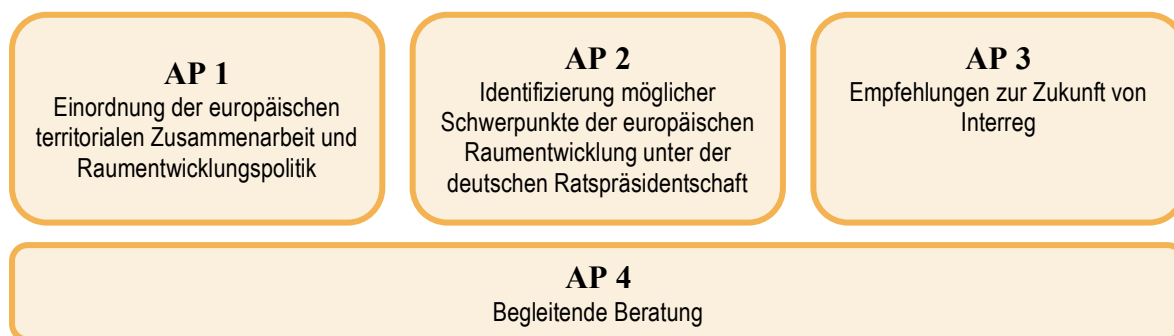 AP 1
Einordnung der europäischen
territorialen Zusammenarbeit und
Raumentwicklungspolitik
AP 2
Identifizierung möglicher
Schwerpunkte der europäischen
Raumentwicklung unter der
deutschen Ratspräsidentschaft
AP 3
Empfehlungen zur Zukunft von
Interreg
AP 4
Begleitende Beratung